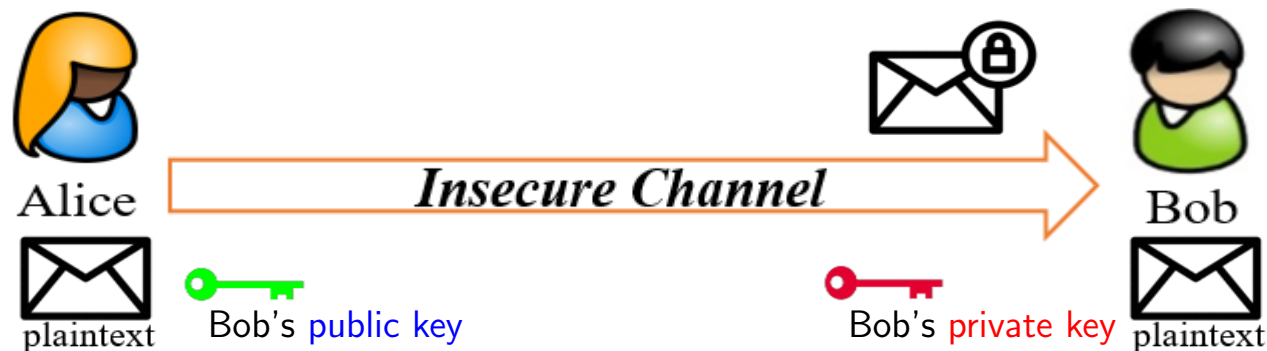 Insecure Channel
Alice
Bob
plaintext
Bob's public key
Bob's private key
plaintext